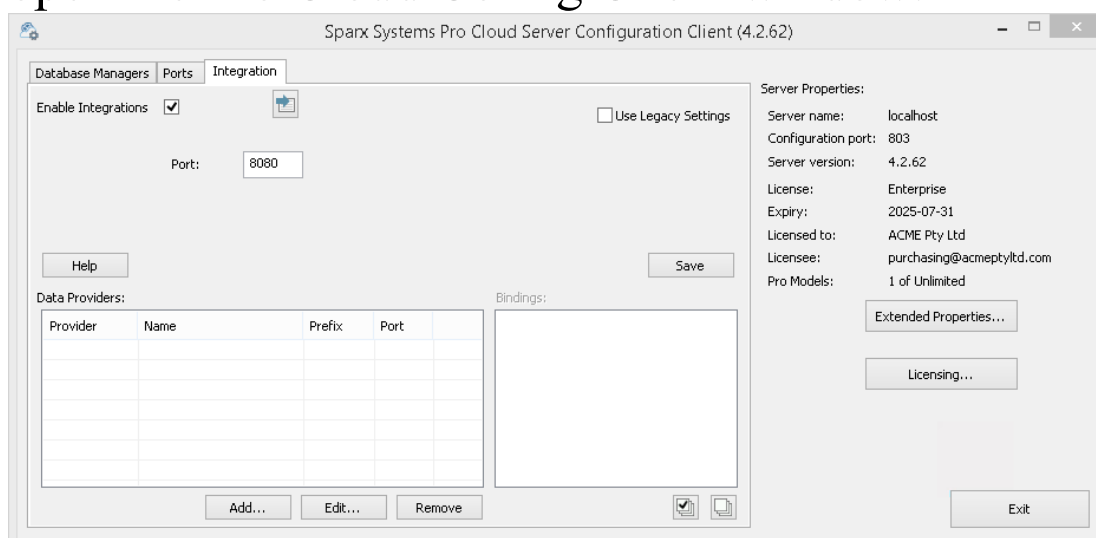 Sparx Systems Pro Cloud Server Configuration Client (4.2.62)
Database Managers Ports Integration
Enable Integrations
Use Legacy Settings
Port: 8080
Help
Save
Data Providers:
Bindings:
Provider Name Prefix Port
Add... Edit... Remove
Server Properties:
Server name: localhost
Configuration port: 803
Server version: 4.2.62
License: Enterprise
Expiry: 2025-07-31
Licensed to: ACME Pty Ltd
Licensee: purchasing@acmeptyltd.com
Pro Models: 1 of Unlimited
Extended Properties...
Licensing...
Exit